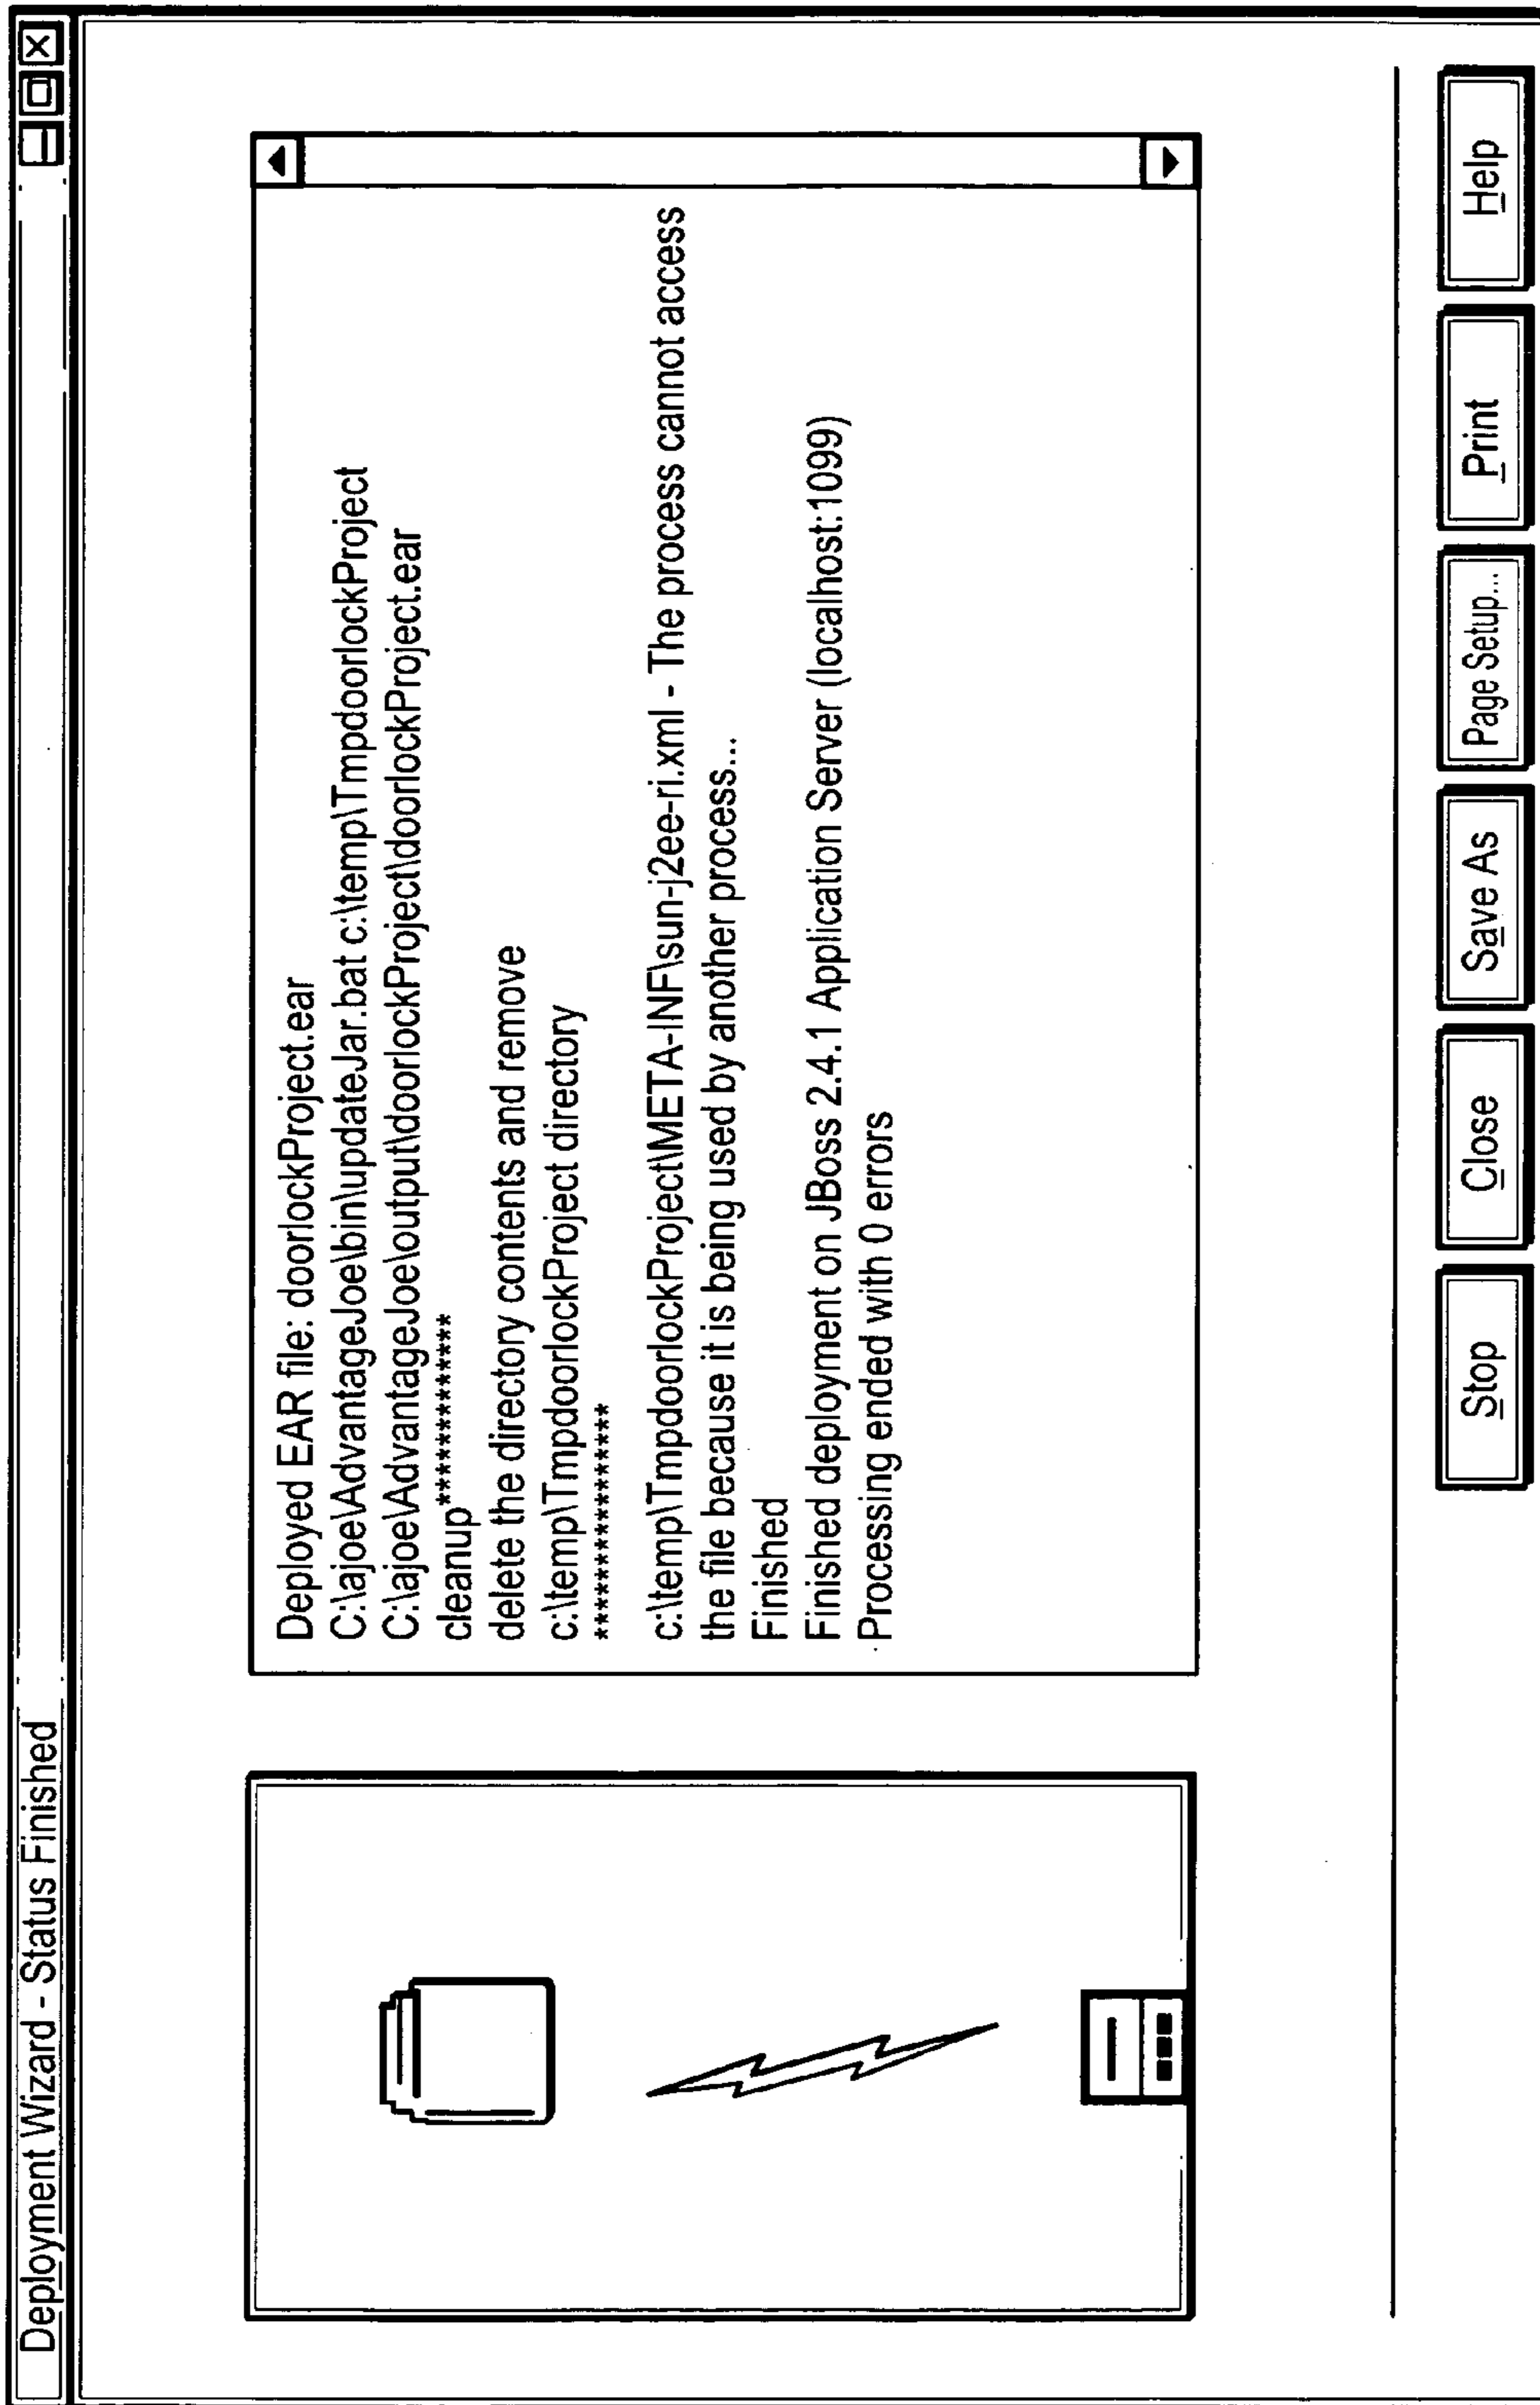 Deployment Wizard - Status Finished
Deployed EAR file: doorlockProject.ear
C:\ajoe\AdvantageJoe\bin\updateJar.bat c:\temp\TmpdoorlockProject
C:\ajoe\AdvantageJoe\output\doorlockProject\doorlockProject.ear
cleanup***************
delete the directory contents and remove
c:\temp\TmpdoorlockProject directory
*********************
c:\temp\TmpdoorlockProject\META-INF\sun-j2ee-ri.xml - The process cannot access
the file because it is being used by another process...
Finished
Finished deployment on JBoss 2.4.1 Application Server (localhost:1099)
Processing ended with 0 errors
Stop
Close
Save As
Page Setup...
Print
Help